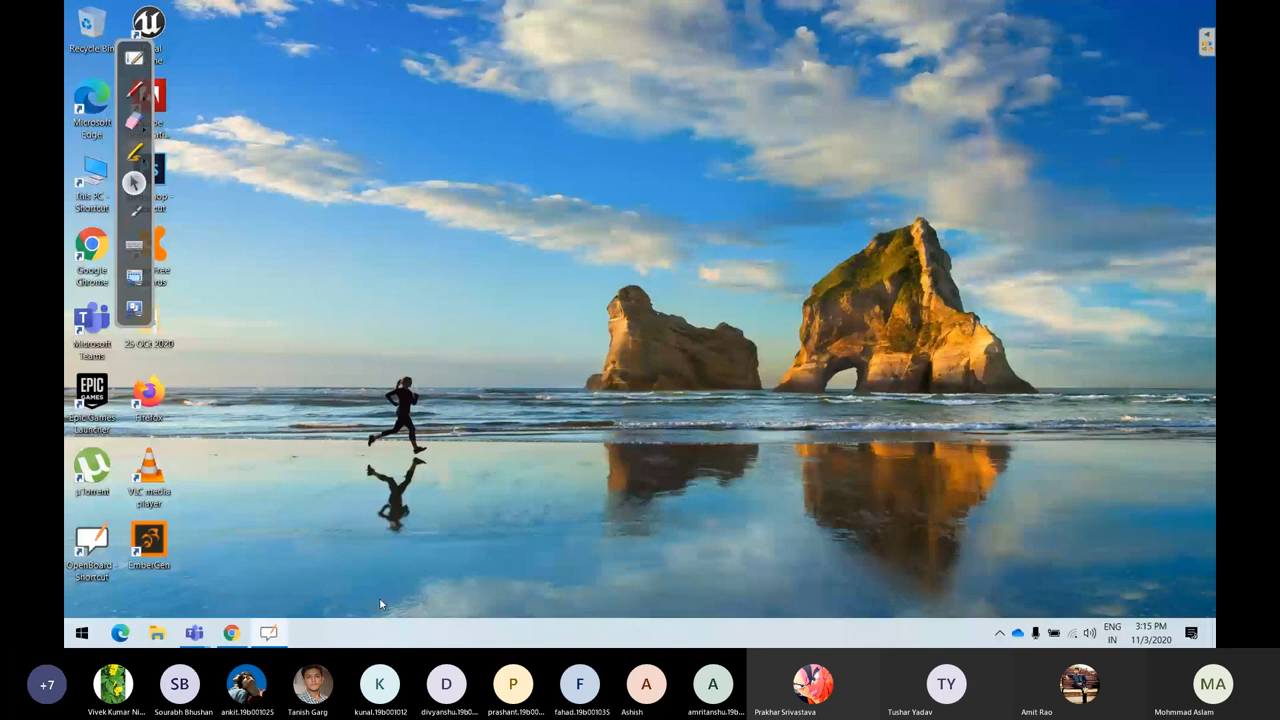 Recycle Bin
Microsoft
Edge
This PC -
Shortcut
Google
Chrome
Microsoft
Teams
25 Oct 2020
EPIC
GAMES
Epic Games
Launcher
Firefox
µTorrent
VLC media
player
OpenBoard -
Shortcut
EmberGen
ENG
IN
3:15 PM
11/3/2020
+7
Vivek Kumar Ni...
SB
Sourabh Bhushan
ankit.19b001025
Tanish Garg
K
kunal.19b001012
D
divyanshu.19b0...
P
prashant.19b00...
F
fahad.19b001035
A
Ashish
A
amritanshu.19b...
Prakhar Srivastava
TY
Tushar Yadav
Amit Rao
MA
Mohmmad Aslam